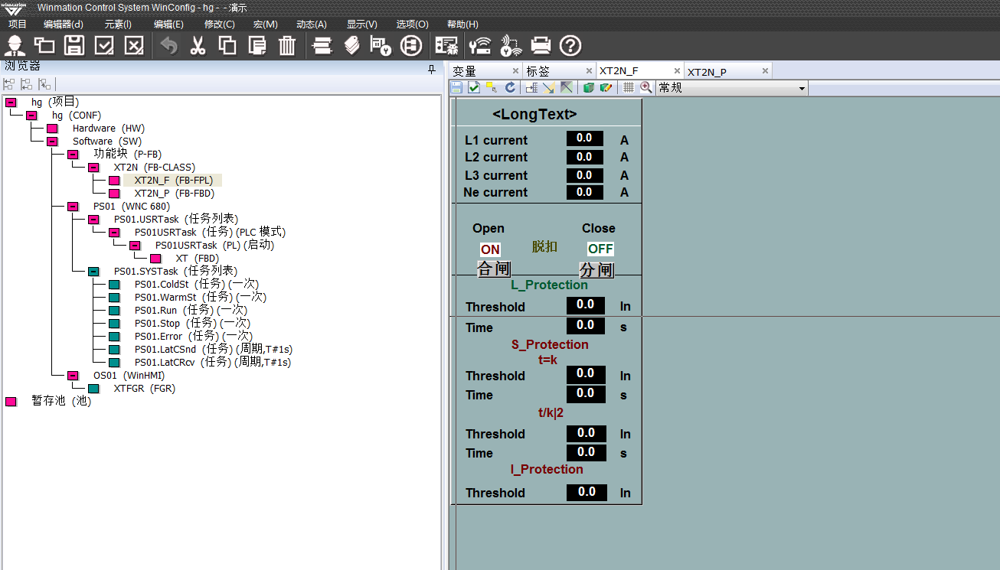 WINMATION Winmation Control System WinConfig - hg - - 演示
项目 编辑器(d) 元素(I) 编辑(E) 修改(C) 宏(M) 动态(A) 显示(V) 选项(O) 帮助(H)
浏览器
变量 标签 XT2N_F XT2N_P
常规
hg (项目)
hg (CONF)
Hardware (HW)
Software (SW)
功能块 (P-FB)
XT2N (FB-CLASS)
XT2N_F (FB-FPL)
XT2N_P (FB-FBD)
PS01 (WNC 680)
PS01.USRTask (任务列表)
PS01USRTask (任务) (PLC 模式)
PS01USRTask (PL) (启动)
XT (FBD)
PS01.SYSTask (任务列表)
PS01.ColdSt (任务) (一次)
PS01.WarmSt (任务) (一次)
PS01.Run (任务) (一次)
PS01.Stop (任务) (一次)
PS01.Error (任务) (一次)
PS01.LatCSnd (任务) (周期,T#1s)
PS01.LatCRcv (任务) (周期,T#1s)
OS01 (WinHMI)
XTFGR (FGR)
暂存池 (池)
<LongText>
L1 current 0.0 A
L2 current 0.0 A
L3 current 0.0 A
Ne current 0.0 A
Open Close
ON 脱扣 OFF
合闸 分闸
L_Protection
Threshold 0.0 In
Time 0.0 s
S_Protection
t=k
Threshold 0.0 In
Time 0.0 s
t/k|2
Threshold 0.0 In
Time 0.0 s
I_Protection
Threshold 0.0 In